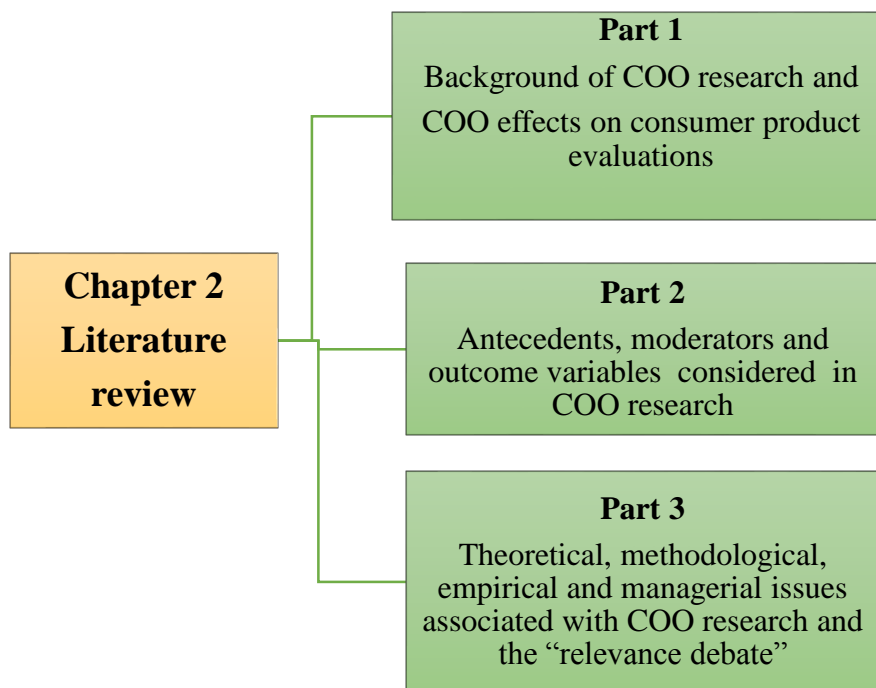 Part 1
Background of COO research and
COO effects on consumer product
evaluations
Chapter 2
Literature
review
Part 2
Antecedents, moderators and
outcome variables considered in
COO research
Part 3
Theoretical, methodological,
empirical and managerial issues
associated with COO research and
the “relevance debate”